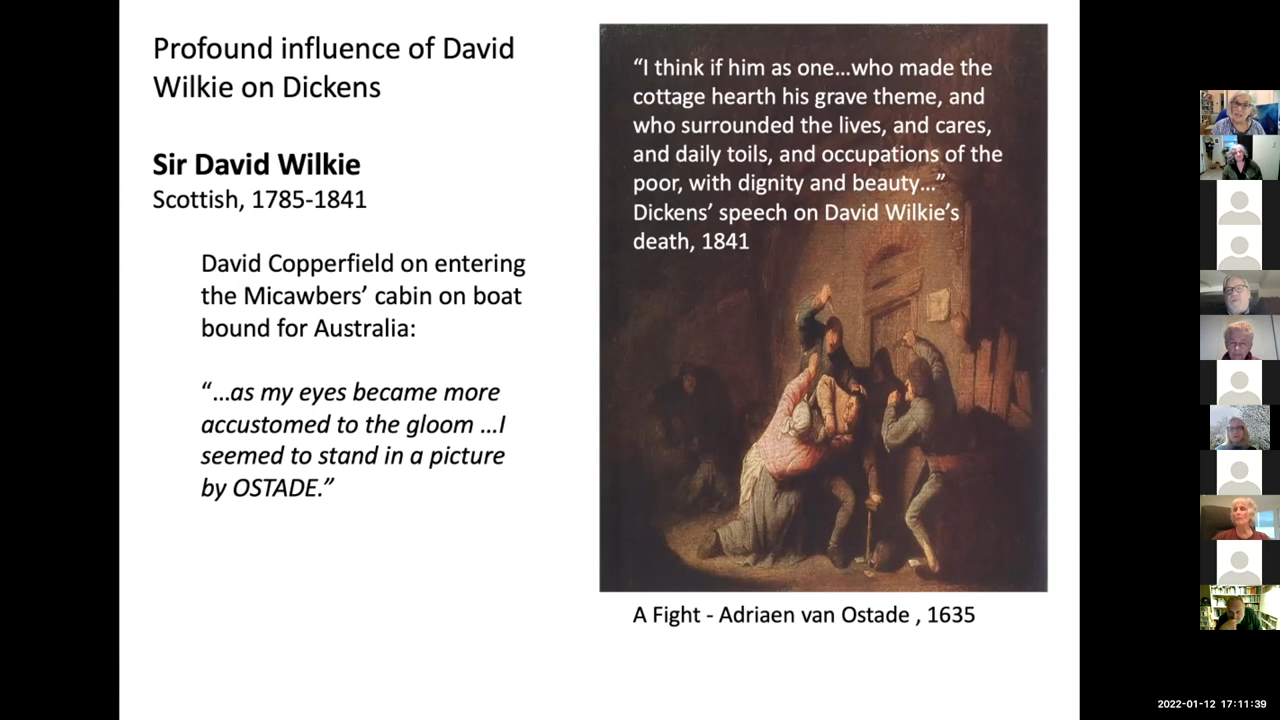 Profound influence of David
Wilkie on Dickens
Sir David Wilkie
Scottish, 1785-1841
David Copperfield on entering
the Micawbers’ cabin on boat
bound for Australia:
“…as my eyes became more
accustomed to the gloom …I
seemed to stand in a picture
by OSTADE.”
“I think if him as one…who made the
cottage hearth his grave theme, and
who surrounded the lives, and cares,
and daily toils, and occupations of the
poor, with dignity and beauty…”
Dickens’ speech on David Wilkie’s
death, 1841
A Fight - Adriaen van Ostade , 1635
2022-01-12 17:11:39